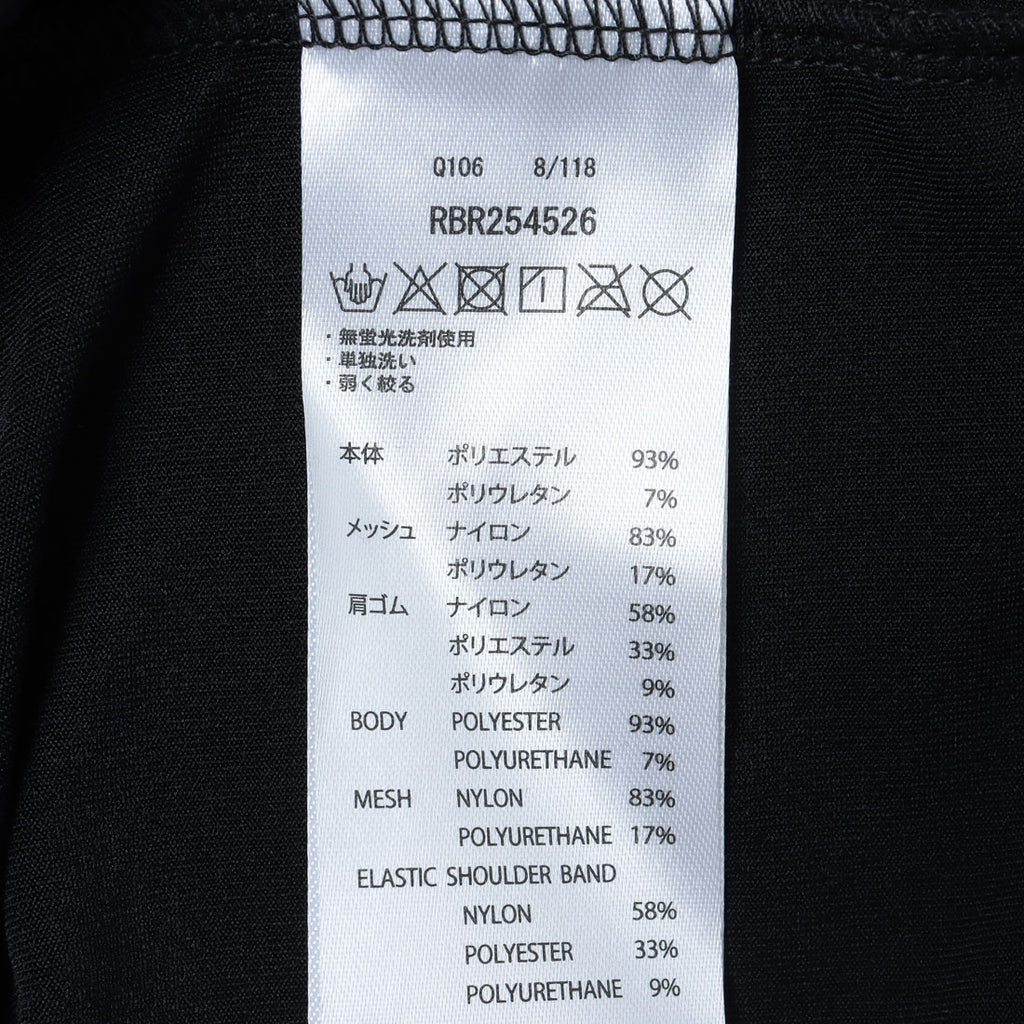 Q106 8/118
RBR254526
・無蛍光洗剤使用
・単独洗い
・弱く絞る
本体 ポリエステル 93%
ポリウレタン 7%
メッシュ ナイロン 83%
ポリウレタン 17%
肩ゴム ナイロン 58%
ポリエステル 33%
ポリウレタン 9%
BODY POLYESTER 93%
POLYURETHANE 7%
MESH NYLON 83%
POLYURETHANE 17%
ELASTIC SHOULDER BAND
NYLON 58%
POLYESTER 33%
POLYURETHANE 9%